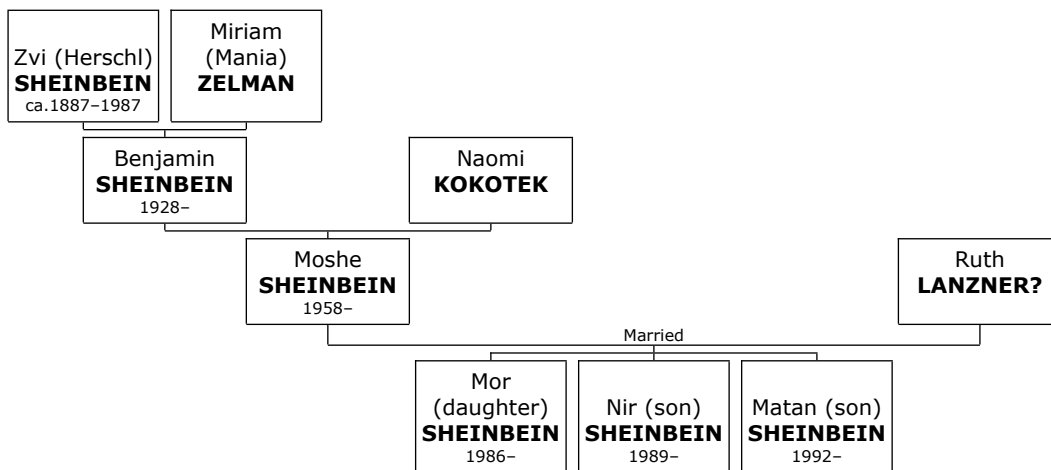 Zvi (Herschl)
SHEINBEIN
ca.1887–1987
Miriam
(Mania)
ZELMAN
Benjamin
SHEINBEIN
1928–
Naomi
KOKOTEK
Moshe
SHEINBEIN
1958–
Ruth
LANZNER?
Married
Mor
(daughter)
SHEINBEIN
1986–
Nir (son)
SHEINBEIN
1989–
Matan (son)
SHEINBEIN
1992–